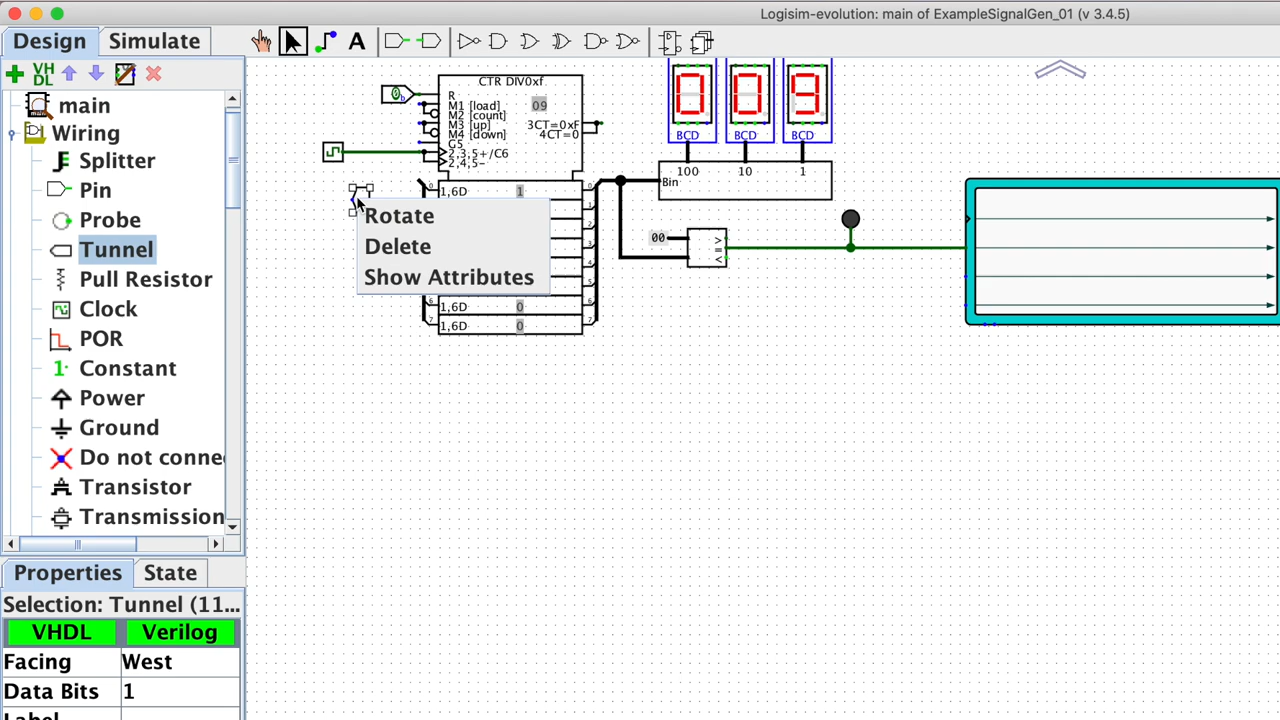 Logisim-evolution: main of ExampleSignalGen_01 (v 3.4.5)
Design
Simulate
A
VH
DL
main
Wiring
Splitter
Pin
Probe
Tunnel
Pull Resistor
Clock
POR
Constant
Power
Ground
Do not conne
Transistor
Transmission
Properties
State
Selection: Tunnel (11...
VHDL
Verilog
Facing
West
Data Bits
1
Label
CTR DIV0xf
R
M1 [load]
09
M2 [count]
M3 [up]
3CT=0xF
M4 [down]
4CT=0
G5
2,3,5+/C6
2,4,5-
1,6D
1
1,6D
0
1,6D
0
Rotate
Delete
Show Attributes
0
0
9
BCD
BCD
BCD
100
10
1
Bin
00
>
=
<